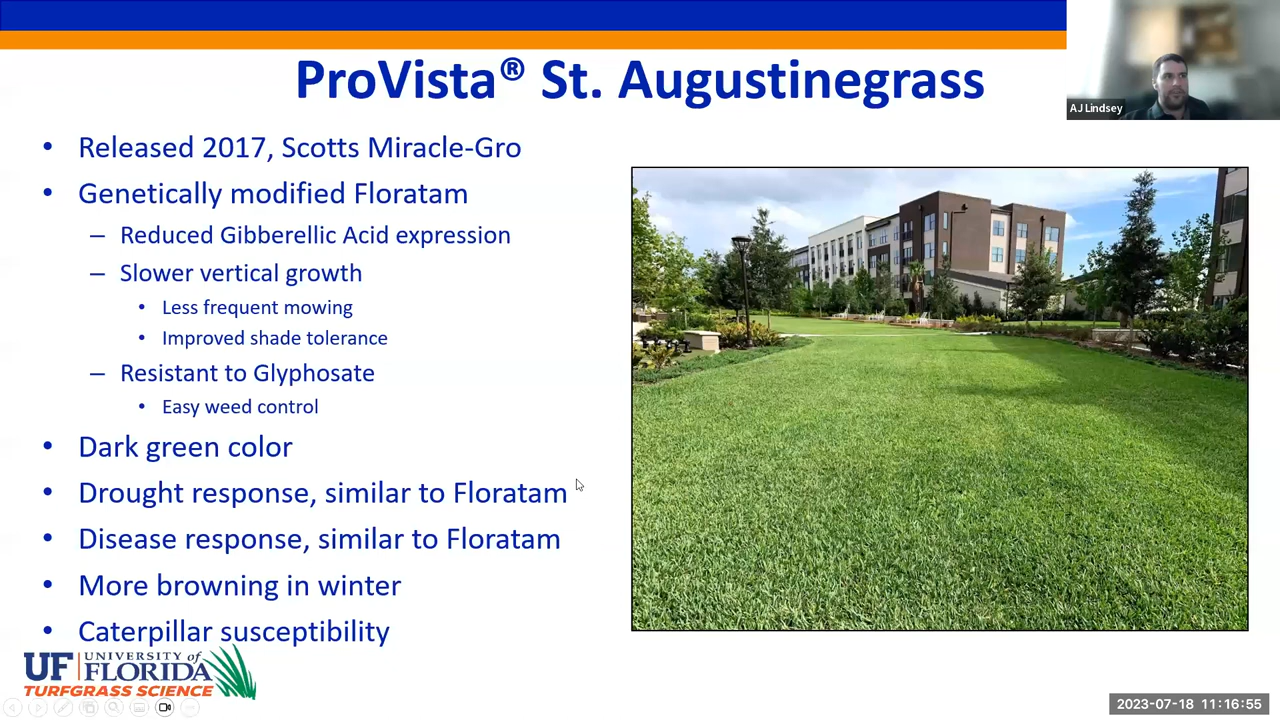 ProVista® St. Augustinegrass
AJ Lindsey
• Released 2017, Scotts Miracle-Gro
• Genetically modified Floratam
– Reduced Gibberellic Acid expression
– Slower vertical growth
• Less frequent mowing
• Improved shade tolerance
– Resistant to Glyphosate
• Easy weed control
• Dark green color
• Drought response, similar to Floratam
• Disease response, similar to Floratam
• More browning in winter
• Caterpillar susceptibility
UF UNIVERSITY of
FLORIDA
TURFGRASS SCIENCE
2023-07-18 11:16:55